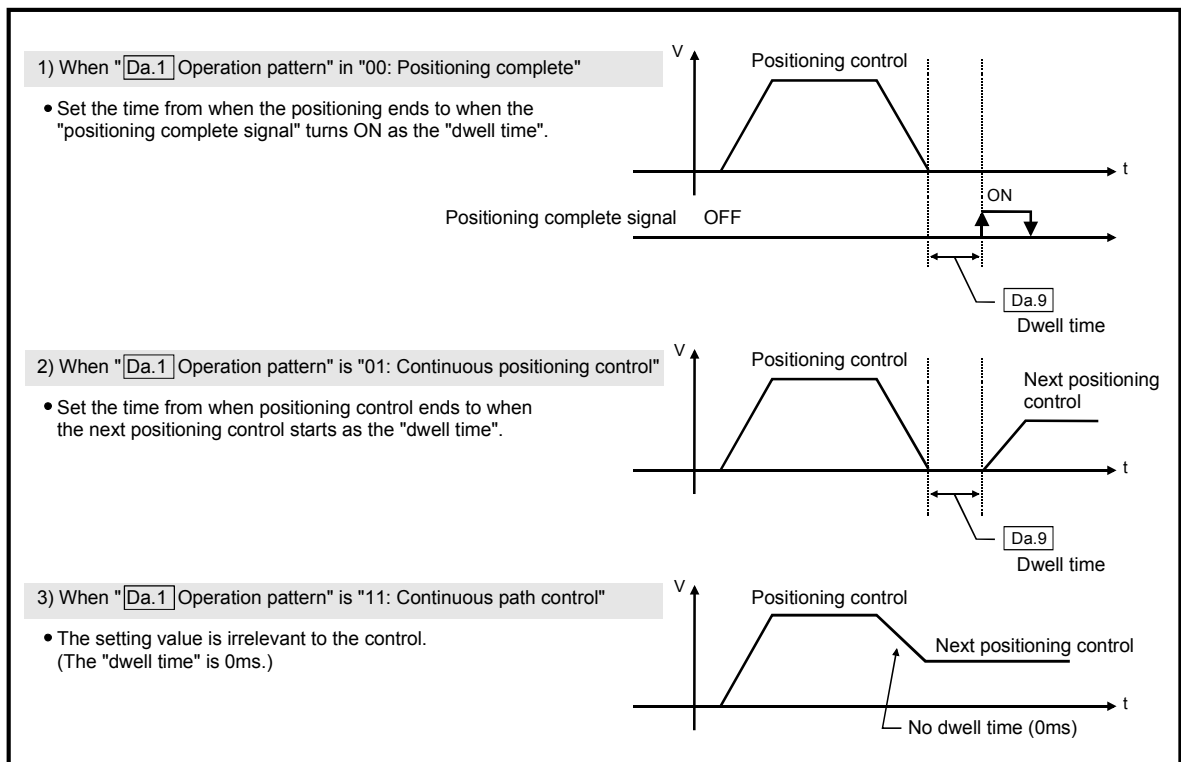 1) When "Da.1 Operation pattern" in "00: Positioning complete"
• Set the time from when the positioning ends to when the
"positioning complete signal" turns ON as the "dwell time".
V
Positioning control
t
ON
Positioning complete signal OFF
Da.9
Dwell time
2) When "Da.1 Operation pattern" is "01: Continuous positioning control"
• Set the time from when positioning control ends to when
the next positioning control starts as the "dwell time".
V
Positioning control
Next positioning
control
t
Da.9
Dwell time
3) When "Da.1 Operation pattern" is "11: Continuous path control"
• The setting value is irrelevant to the control.
(The "dwell time" is 0ms.)
V
Positioning control
Next positioning control
t
No dwell time (0ms)